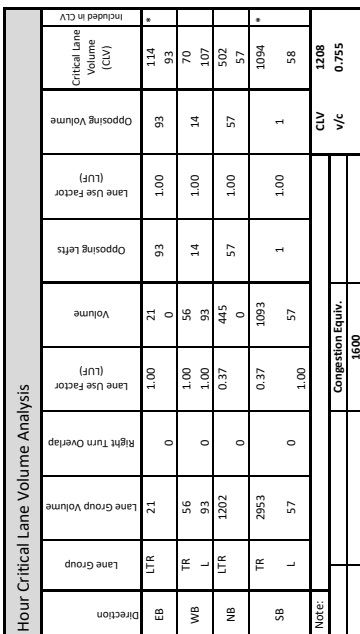 Hour Critical Lane Volume Analysis
Direction Lane Group Lane Group Volume Right Turn Overlap Lane Use Factor (LUF) Volume Opposing Lefts Lane Use Factor (LUF) Opposing Volume Critical Lane Volume (CLV) Included in CLV
EB LTR 21 0 1.00 21 93 1.00 93 114 *
0 93
WB TR 56 0 1.00 56 14 1.00 14 70
L 93 1.00 93 107
NB LTR 1202 0 0.37 445 57 1.00 57 502
0 57
SB TR 2953 0 0.37 1093 1 1.00 1 1094 *
L 57 1.00 57 58
Note: CLV 1208
Congestion Equiv. v/c 0.755
1600